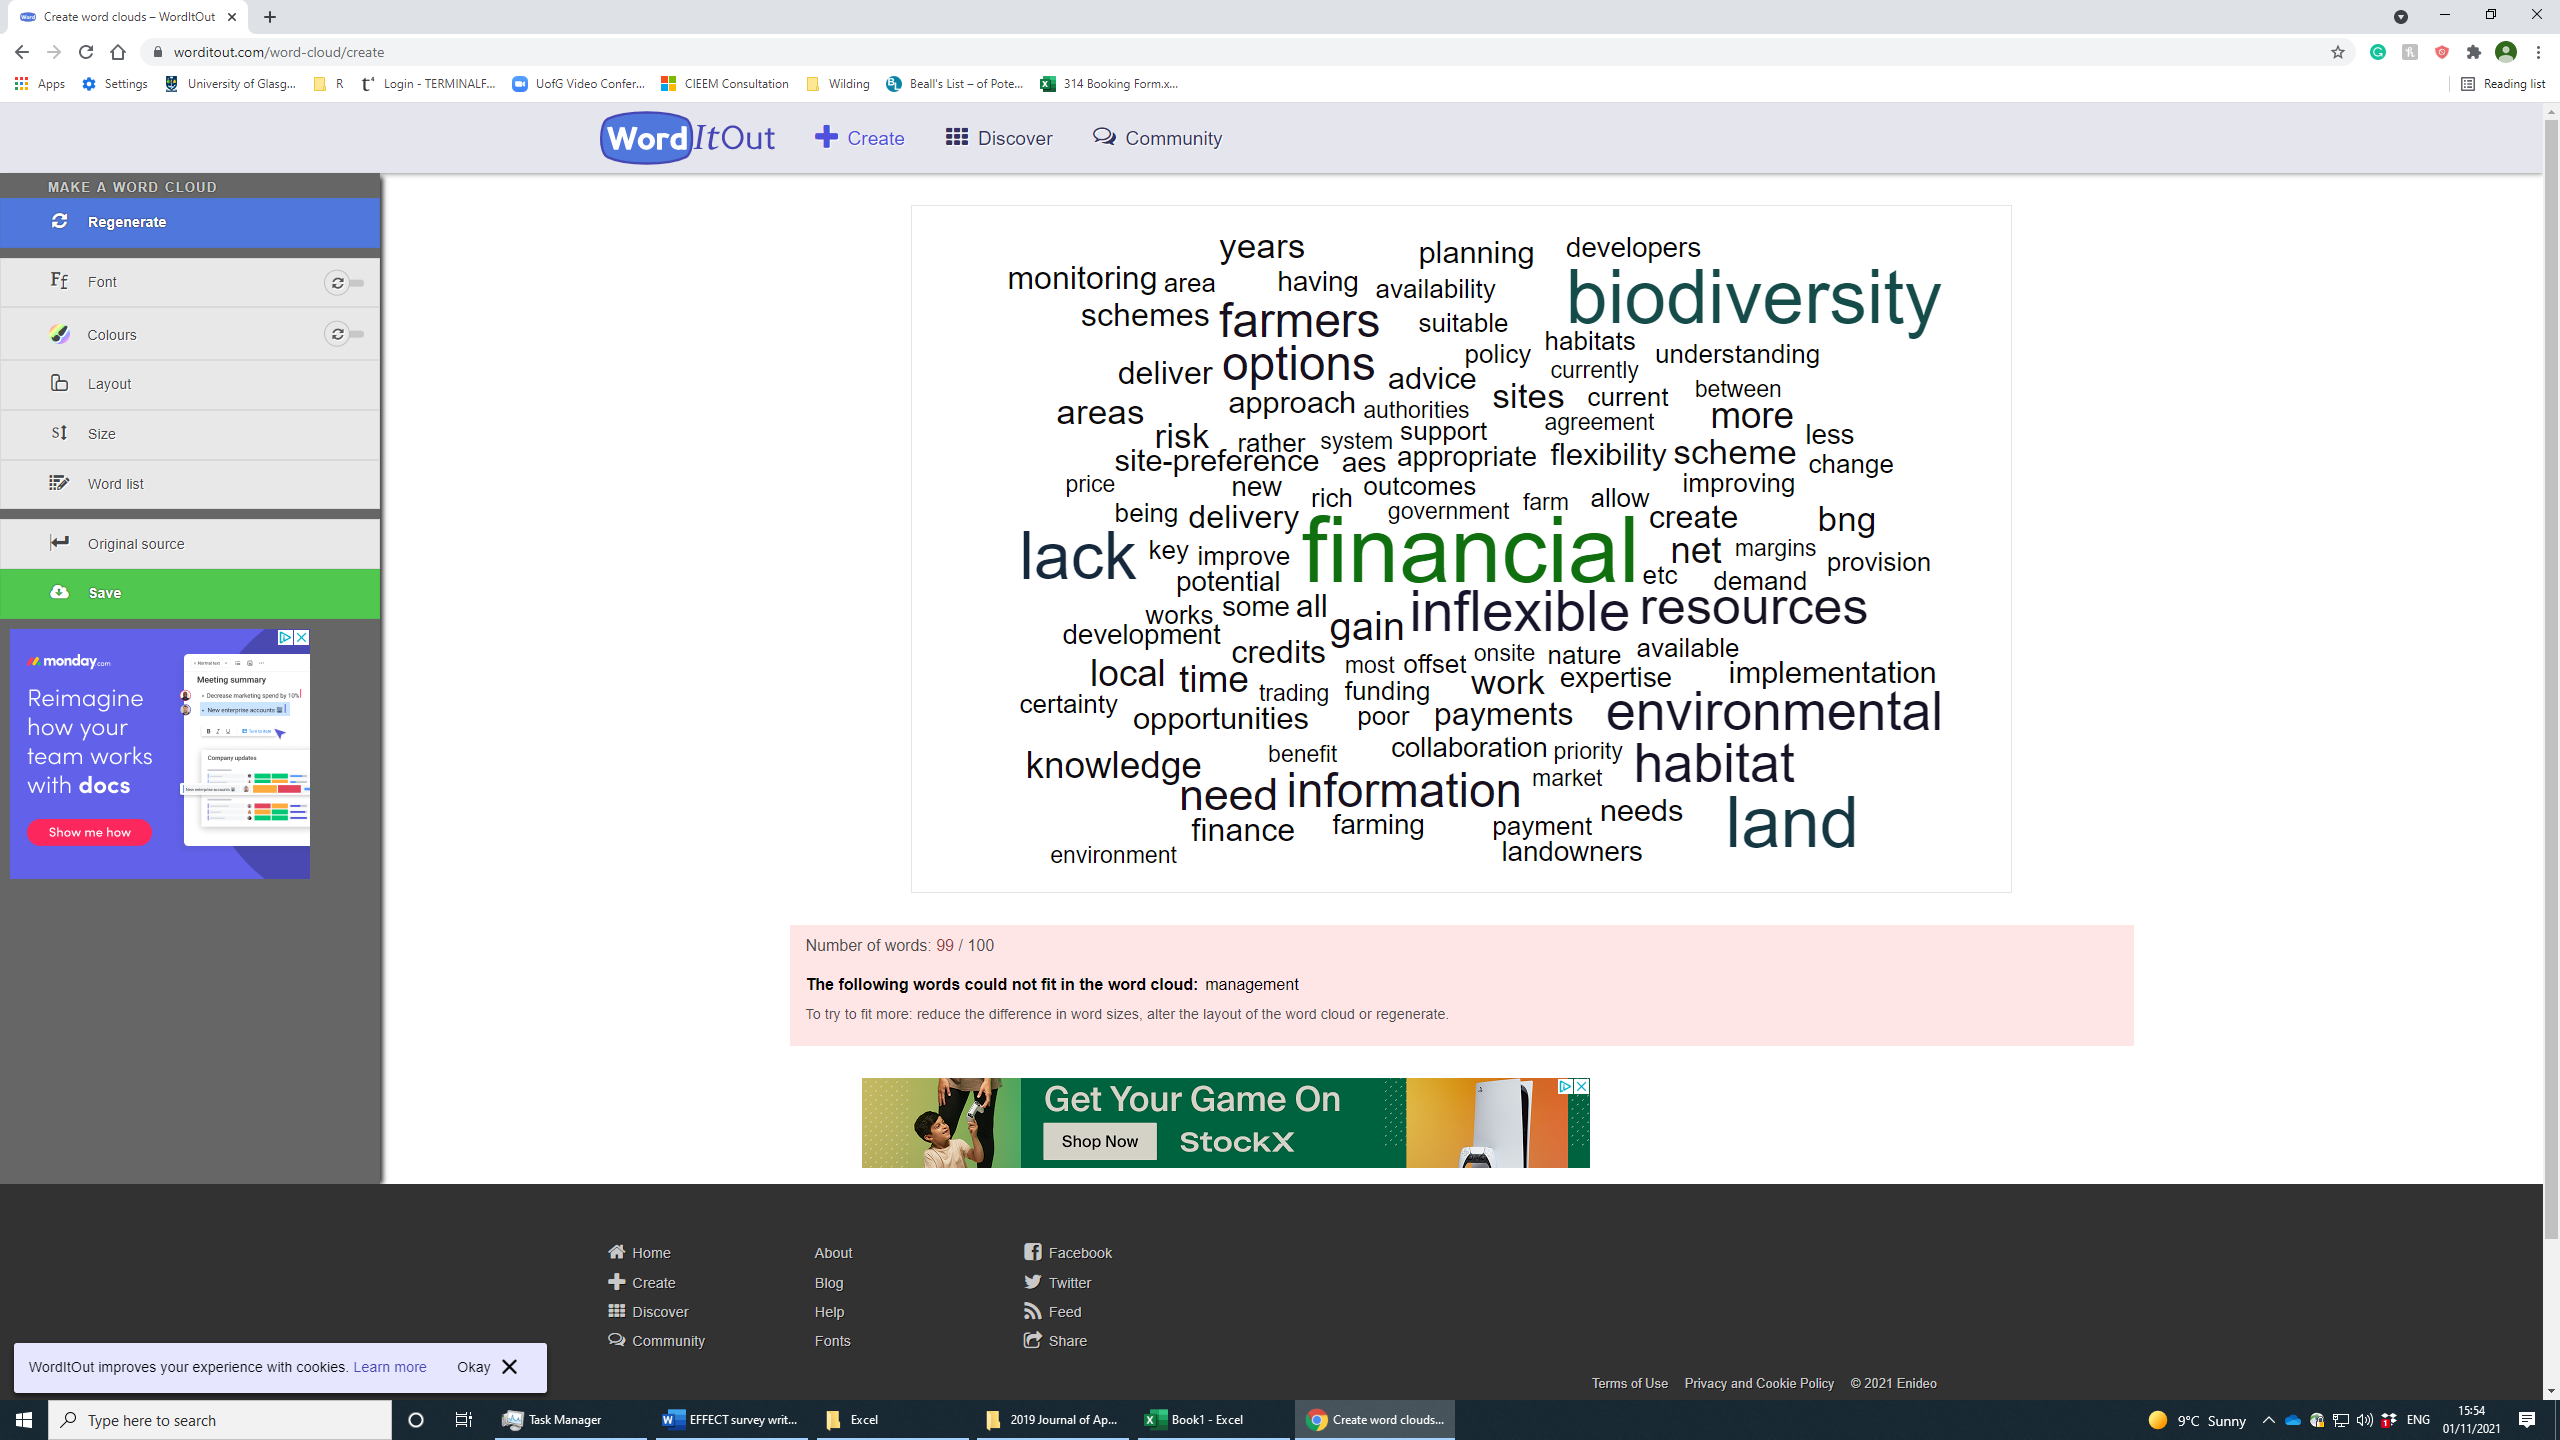 Create word clouds – WordItOut
worditout.com/word-cloud/create
Apps Settings University of Glasg... R Login - TERMINALF... UofG Video Confer... CIEEM Consultation Wilding Beall's List – of Pote... 314 Booking Form.x... Reading list
WordItOut Create Discover Community
MAKE A WORD CLOUD
Regenerate
Font
Colours
Layout
Size
Word list
Original source
Save
monday.com
Reimagine
how your
team works
with docs
Show me how
Meeting summary
Decrease marketing spend by 10%
New enterprise accounts
Company updates
years planning developers
monitoring area having availability biodiversity
schemes farmers suitable
habitats
options policy understanding
deliver advice currently
between
areas approach authorities sites current more
risk rather system support agreement less
site-preference aes appropriate flexibility scheme change
price new rich outcomes farm allow improving
being delivery government create bng
lack key improve financial net margins provision
potential etc demand
works some all inflexible resources
development gain
credits most offset onsite nature available
local time trading funding work expertise implementation
certainty opportunities poor payments environmental
knowledge benefit collaboration priority habitat
need information market
finance farming payment needs land
environment landowners
Number of words: 99 / 100
The following words could not fit in the word cloud: management
To try to fit more: reduce the difference in word sizes, alter the layout of the word cloud or regenerate.
Get Your Game On
Shop Now StockX
Home About Facebook
Create Blog Twitter
Discover Help Feed
Community Fonts Share
WordItOut improves your experience with cookies. Learn more Okay
Terms of Use Privacy and Cookie Policy © 2021 Enideo
Type here to search Task Manager EFFECT survey writ... Excel 2019 Journal of Ap... Book1 - Excel Create word clouds... 9°C Sunny ENG 15:54
01/11/2021